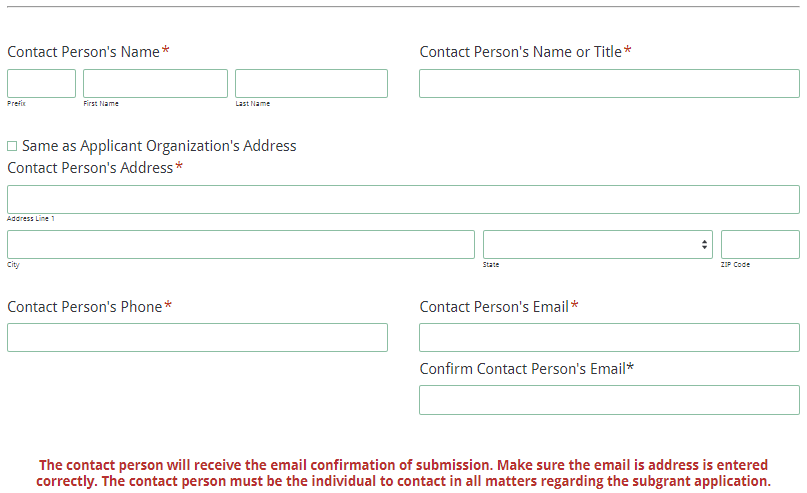 Contact Person's Name* Contact Person's Name or Title*
Prefix First Name Last Name
Same as Applicant Organization's Address
Contact Person's Address*
Address Line 1
City State ZIP Code
Contact Person's Phone* Contact Person's Email*
Confirm Contact Person's Email*
The contact person will receive the email confirmation of submission. Make sure the email is address is entered
correctly. The contact person must be the individual to contact in all matters regarding the subgrant application.